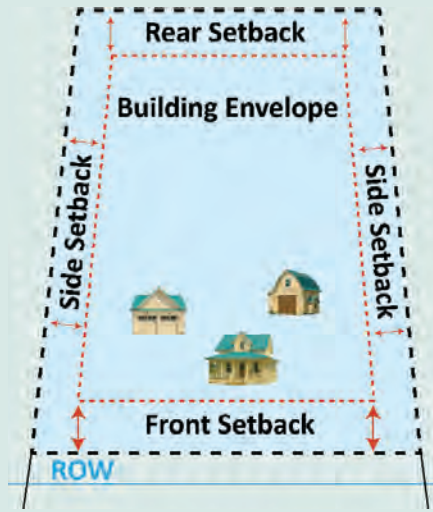 Rear Setback
Building Envelope
Side Setback
Side Setback
Front Setback
ROW